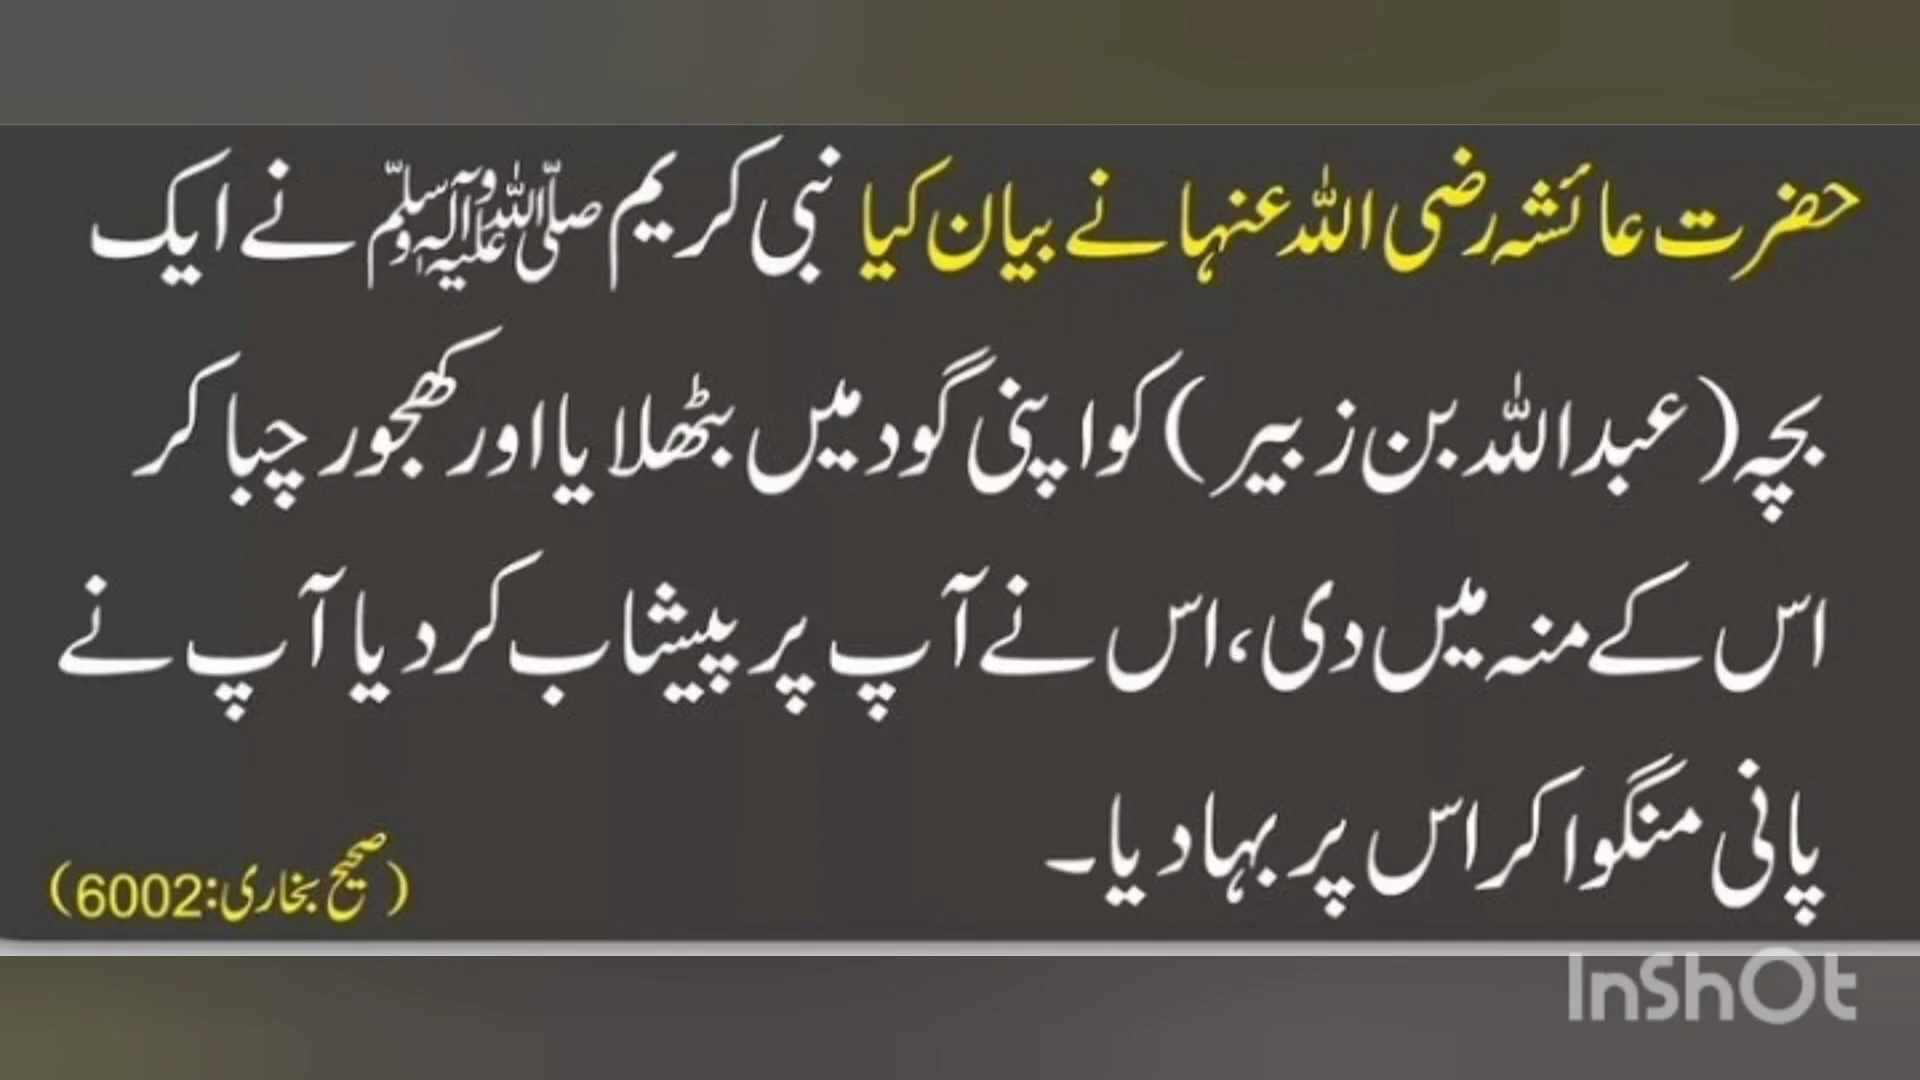 حضرت عائشہ رضی اللہ عنہا نے بیان کیا نبی کریم صلی اللہ علیہ وآلہ وسلم نے ایک
بچہ (عبداللہ بن زبیر) کو اپنی گود میں بٹھلایا اور کھجور چبا کر
اس کے منہ میں دی، اس نے آپ پر پیشاب کر دیا آپ نے
پانی منگوا کر اس پر بہا دیا۔
(صحیح بخاری:6002)
InShOt